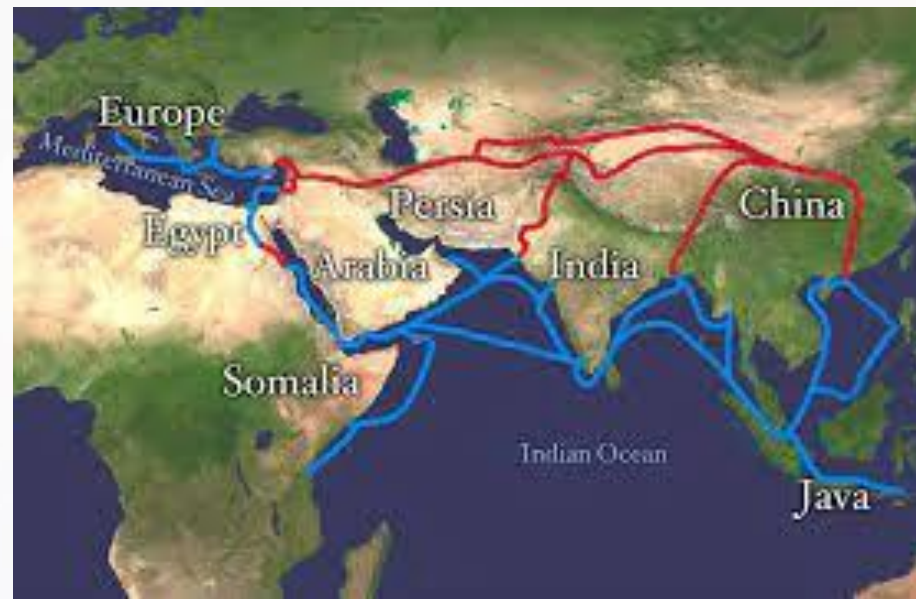 Europe
Mediterranean Sea
Egypt
Persia
China
Arabia
India
Somalia
Indian Ocean
Java